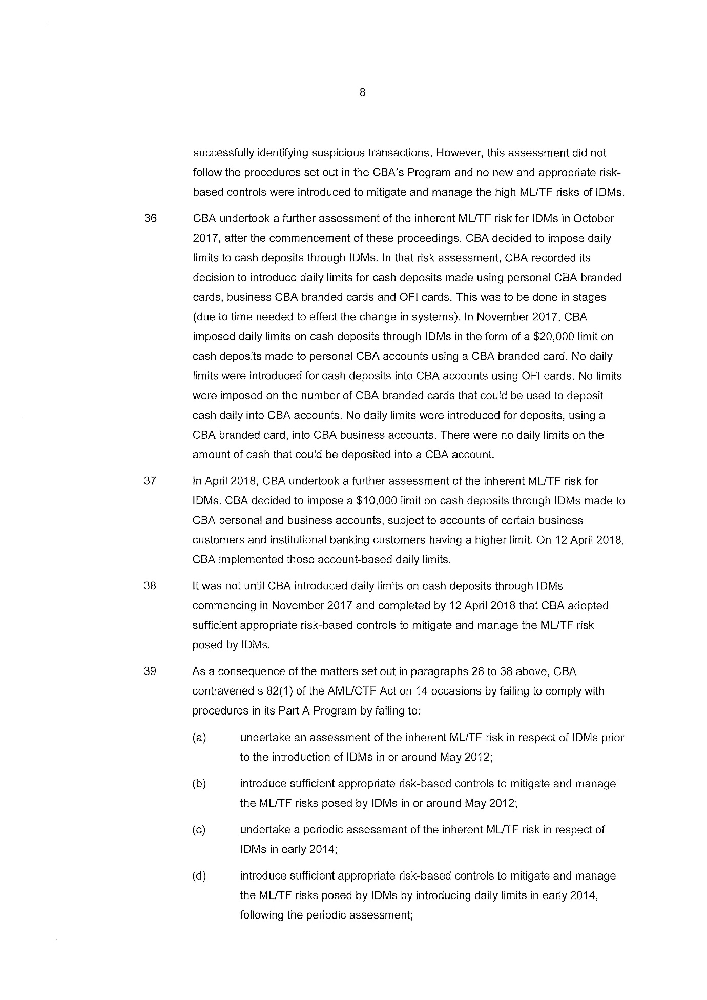 8
successfully identifying suspicious transactions. However, this assessment did not
follow the procedures set out in the CBA's Program and no new and appropriate risk-
based controls were introduced to mitigate and manage the high ML/TF risks of IDMs.
36 CBA undertook a further assessment of the inherent ML/TF risk for IDMs in October
2017, after the commencement of these proceedings. CBA decided to impose daily
limits to cash deposits through IDMs. In that risk assessment, CBA recorded its
decision to introduce daily limits for cash deposits made using personal CBA branded
cards, business CBA branded cards and OFI cards. This was to be done in stages
(due to time needed to effect the change in systems). In November 2017, CBA
imposed daily limits on cash deposits through IDMs in the form of a $20,000 limit on
cash deposits made to personal CBA accounts using a CBA branded card. No daily
limits were introduced for cash deposits into CBA accounts using OFI cards. No limits
were imposed on the number of CBA branded cards that could be used to deposit
cash daily into CBA accounts. No daily limits were introduced for deposits, using a
CBA branded card, into CBA business accounts. There were no daily limits on the
amount of cash that could be deposited into a CBA account.
37 In April 2018, CBA undertook a further assessment of the inherent ML/TF risk for
IDMs. CBA decided to impose a $10,000 limit on cash deposits through IDMs made to
CBA personal and business accounts, subject to accounts of certain business
customers and institutional banking customers having a higher limit. On 12 April 2018,
CBA implemented those account-based daily limits.
38 It was not until CBA introduced daily limits on cash deposits through IDMs
commencing in November 2017 and completed by 12 April 2018 that CBA adopted
sufficient appropriate risk-based controls to mitigate and manage the ML/TF risk
posed by IDMs.
39 As a consequence of the matters set out in paragraphs 28 to 38 above, CBA
contravened s 82(1) of the AML/CTF Act on 14 occasions by failing to comply with
procedures in its Part A Program by failing to:
(a) undertake an assessment of the inherent ML/TF risk in respect of IDMs prior
to the introduction of IDMs in or around May 2012;
(b) introduce sufficient appropriate risk-based controls to mitigate and manage
the ML/TF risks posed by IDMs in or around May 2012;
(c) undertake a periodic assessment of the inherent ML/TF risk in respect of
IDMs in early 2014;
(d) introduce sufficient appropriate risk-based controls to mitigate and manage
the ML/TF risks posed by IDMs by introducing daily limits in early 2014,
following the periodic assessment;